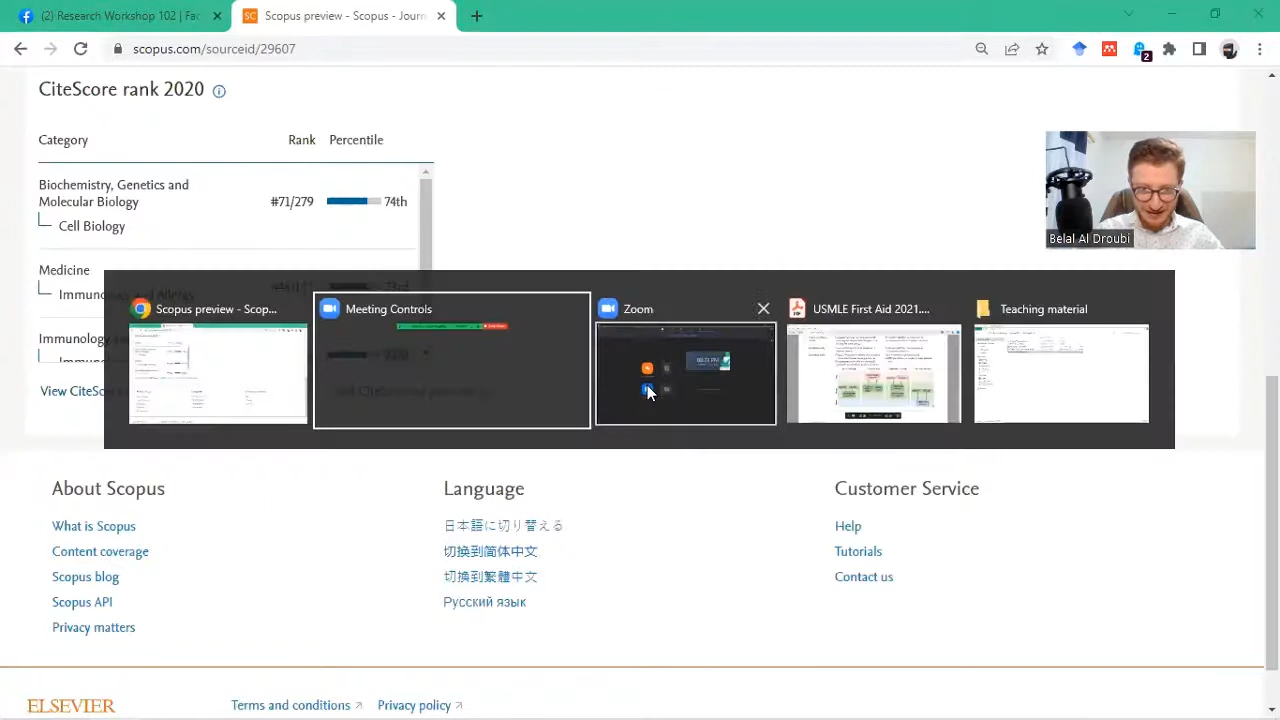 (2) Research Workshop 102 | Fac
SC Scopus preview - Scopus - Journ
scopus.com/sourceid/29607
2
CiteScore rank 2020
Category Rank Percentile
Biochemistry, Genetics and
Molecular Biology
#71/279 74th
Cell Biology
Medicine
Belal Al Droubi
Scopus preview - Scop...
Meeting Controls
Zoom
USMLE First Aid 2021....
Teaching material
View CiteSc
About Scopus
What is Scopus
Content coverage
Scopus blog
Scopus API
Privacy matters
Language
日本語に切り替える
切换到简体中文
切換到繁體中文
Русский язык
Customer Service
Help
Tutorials
Contact us
ELSEVIER
Terms and conditions
Privacy policy